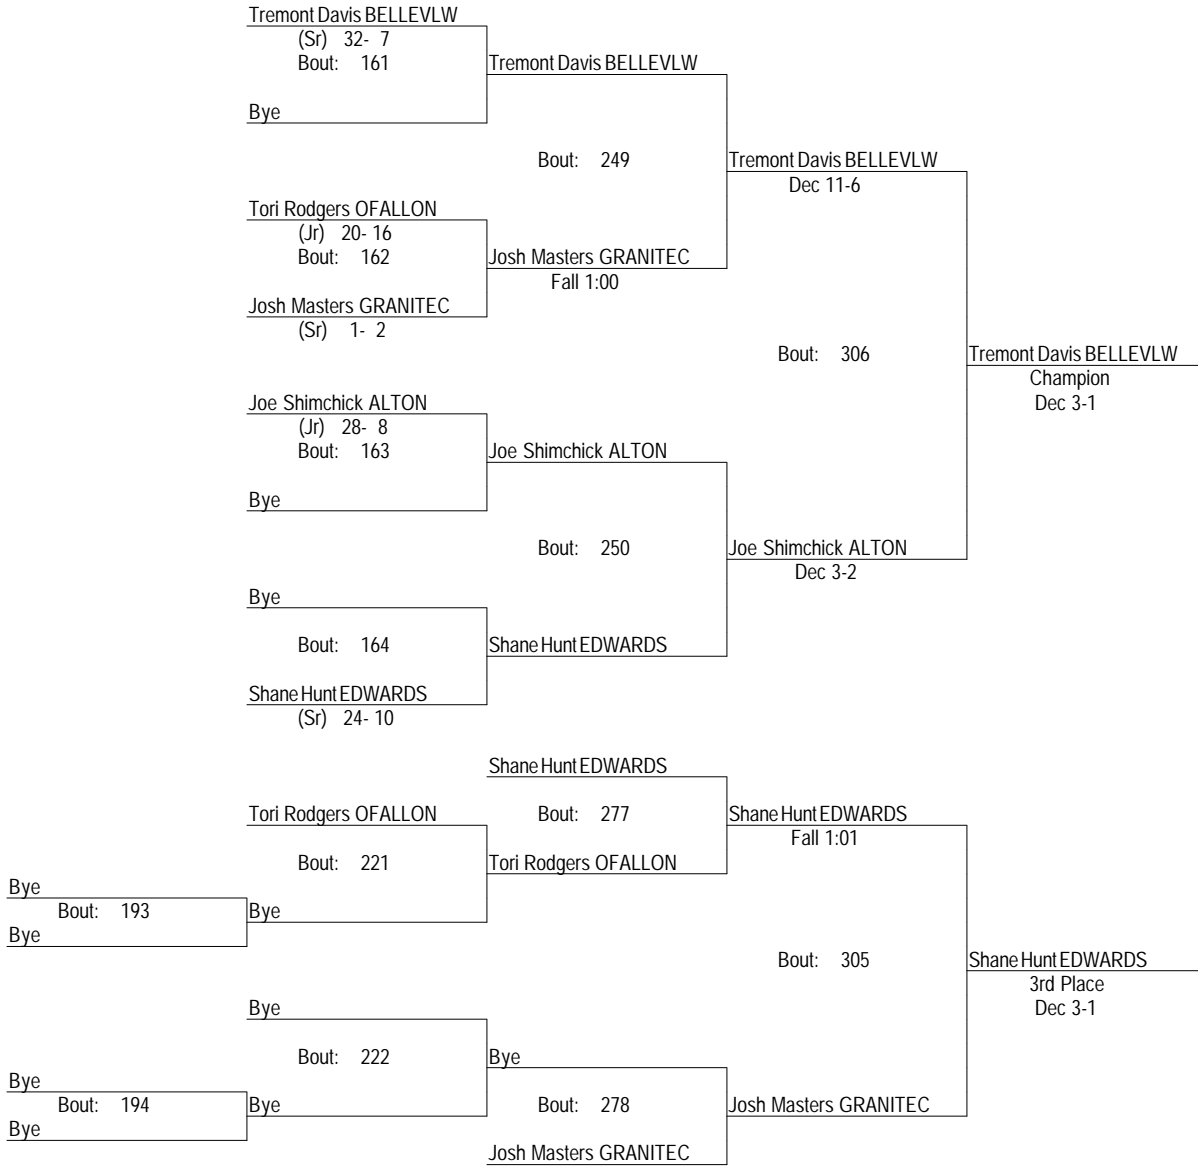 Tremont Davis BELLEVLW
(Sr) 32- 7
Bout: 161
Tremont Davis BELLEVLW
Bye
Bout: 249
Tremont Davis BELLEVLW
Dec 11-6
Tori Rodgers OFALLON
(Jr) 20- 16
Bout: 162
Josh Masters GRANITEC
Fall 1:00
Josh Masters GRANITEC
(Sr) 1- 2
Bout: 306
Tremont Davis BELLEVLW
Champion
Dec 3-1
Joe Shimchick ALTON
(Jr) 28- 8
Bout: 163
Joe Shimchick ALTON
Bye
Bout: 250
Joe Shimchick ALTON
Dec 3-2
Bye
Bout: 164
Shane Hunt EDWARDS
Shane Hunt EDWARDS
(Sr) 24- 10
Shane Hunt EDWARDS
Tori Rodgers OFALLON
Bout: 277
Shane Hunt EDWARDS
Fall 1:01
Bout: 221
Tori Rodgers OFALLON
Bye
Bout: 193
Bye
Bye
Bout: 305
Shane Hunt EDWARDS
3rd Place
Dec 3-1
Bye
Bout: 222
Bye
Bye
Bout: 194
Bye
Bye
Bout: 278
Josh Masters GRANITEC
Josh Masters GRANITEC